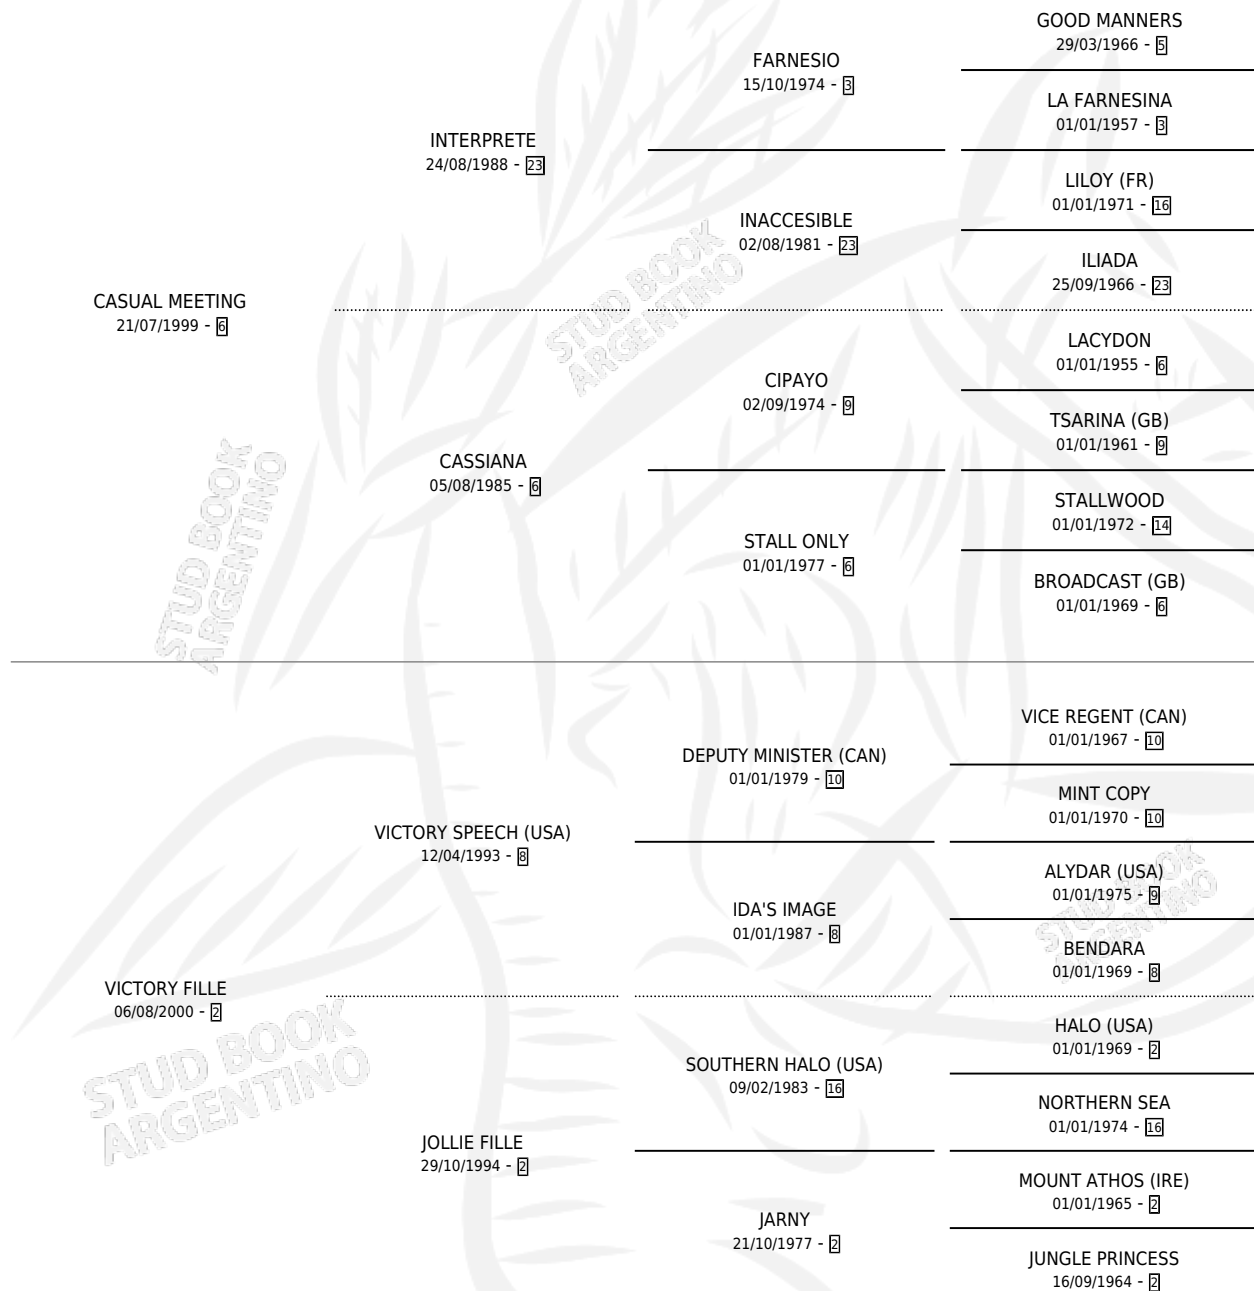 GOOD MANNERS
29/03/1966 - 5
FARNESIO
15/10/1974 - 3
LA FARNESINA
01/01/1957 - 3
INTERPRETE
24/08/1988 - 23
LILOY (FR)
01/01/1971 - 16
INACCESIBLE
02/08/1981 - 23
ILIADA
25/09/1966 - 23
CASUAL MEETING
21/07/1999 - 6
LACYDON
01/01/1955 - 6
CIPAYO
02/09/1974 - 9
TSARINA (GB)
01/01/1961 - 9
CASSIANA
05/08/1985 - 6
STALLWOOD
01/01/1972 - 14
STALL ONLY
01/01/1977 - 6
BROADCAST (GB)
01/01/1969 - 6
VICE REGENT (CAN)
01/01/1967 - 10
DEPUTY MINISTER (CAN)
01/01/1979 - 10
MINT COPY
01/01/1970 - 10
VICTORY SPEECH (USA)
12/04/1993 - 8
ALYDAR (USA)
01/01/1975 - 9
IDA'S IMAGE
01/01/1987 - 8
BENDARA
01/01/1969 - 8
VICTORY FILLE
06/08/2000 - 2
HALO (USA)
01/01/1969 - 2
SOUTHERN HALO (USA)
09/02/1983 - 16
NORTHERN SEA
01/01/1974 - 16
JOLLIE FILLE
29/10/1994 - 2
MOUNT ATHOS (IRE)
01/01/1965 - 2
JARNY
21/10/1977 - 2
JUNGLE PRINCESS
16/09/1964 - 2
STUD BOOK
ARGENTINO
STUD BOOK
ARGENTINO
STUD BOOK
ARGENTINO
STUD BOOK
ARGENTINO